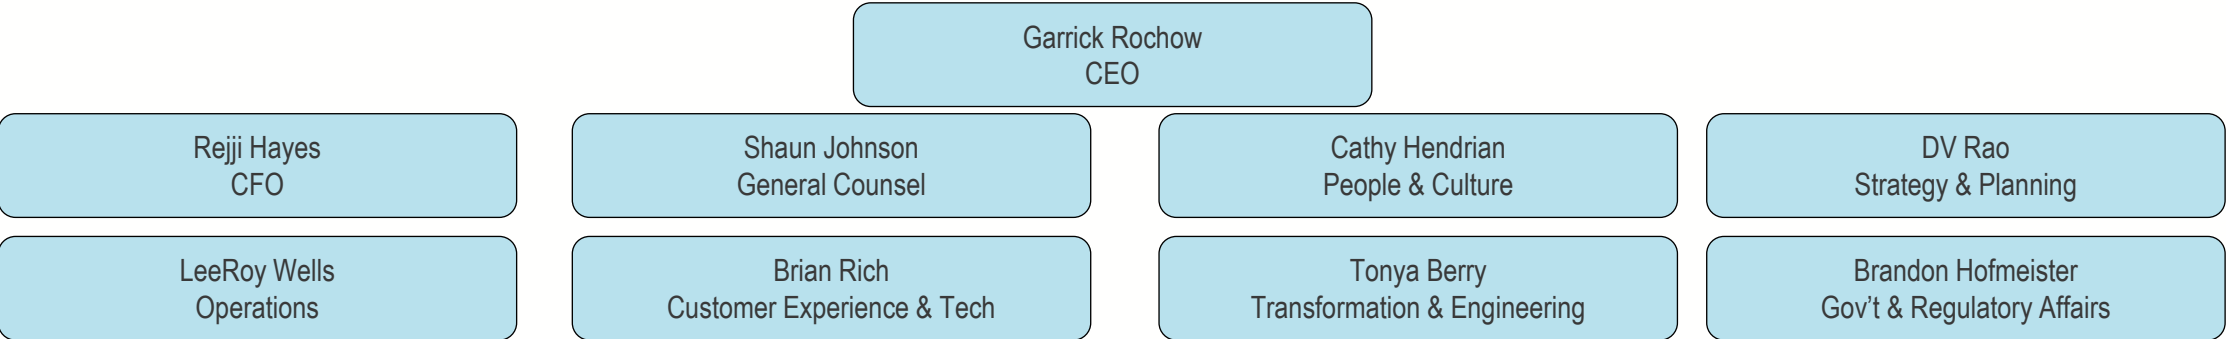 Garrick Rochow
CEO
Rejji Hayes
CFO
Shaun Johnson
General Counsel
Cathy Hendrian
People & Culture
DV Rao
Strategy & Planning
LeeRoy Wells
Operations
Brian Rich
Customer Experience & Tech
Tonya Berry
Transformation & Engineering
Brandon Hofmeister
Gov’t & Regulatory Affairs